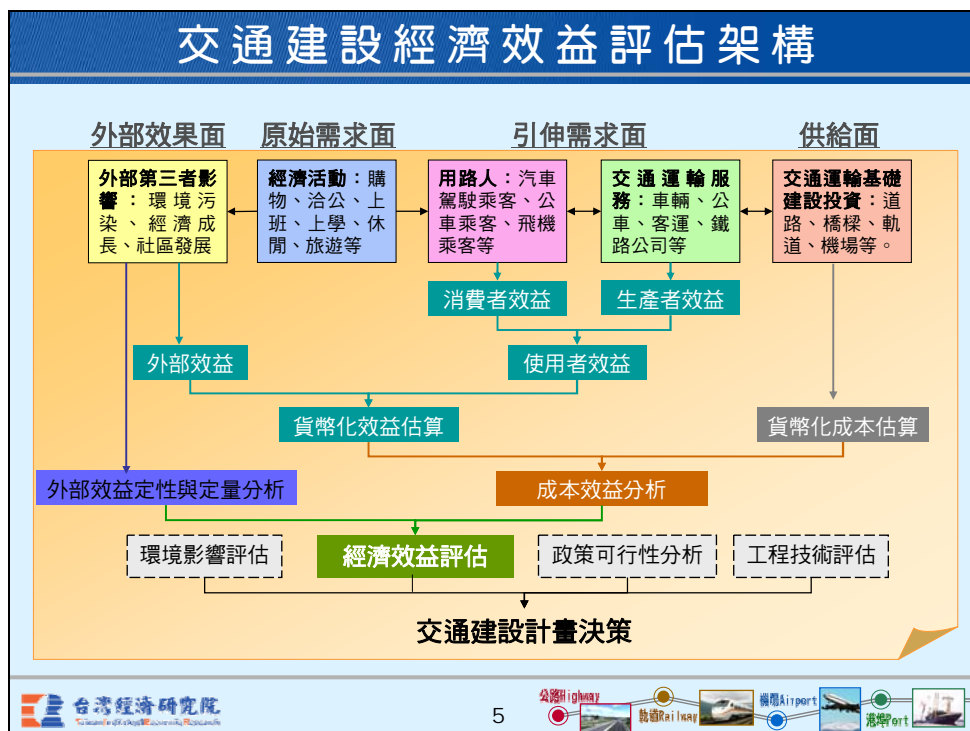 交通建設經濟效益評估架構
外部效果面
原始需求面
引伸需求面
供給面
外部第三者影
響：環境污
染、經濟成
長、社區發展
經濟活動：購
物、洽公、上
班、上學、休
閒、旅遊等
用路人：汽車
駕駛乘客、公
車乘客、飛機
乘客等
交通運輸服
務：車輛、公
車、客運、鐵
路公司等
交通運輸基礎
建設投資：道
路、橋樑、軌
道、機場等。
消費者效益
生產者效益
外部效益
使用者效益
貨幣化效益估算
貨幣化成本估算
外部效益定性與定量分析
成本效益分析
環境影響評估
經濟效益評估
政策可行性分析
工程技術評估
交通建設計畫決策
台灣經濟研究院
Taiwan Institute of Economic Research
5
公路Highway
軌道Railway
機場Airport
港埠Port